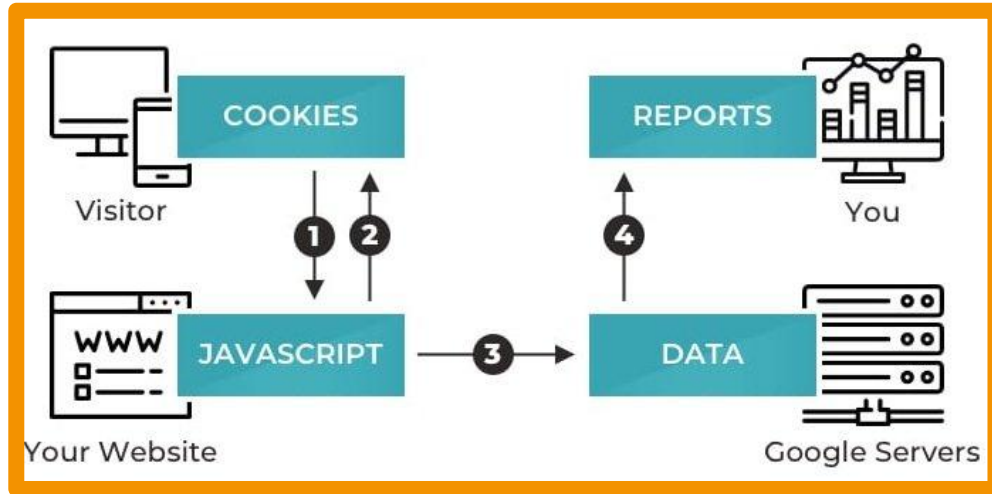 COOKIES
REPORTS
Visitor
You
1
2
4
WWW
JAVASCRIPT
3
DATA
Your Website
Google Servers